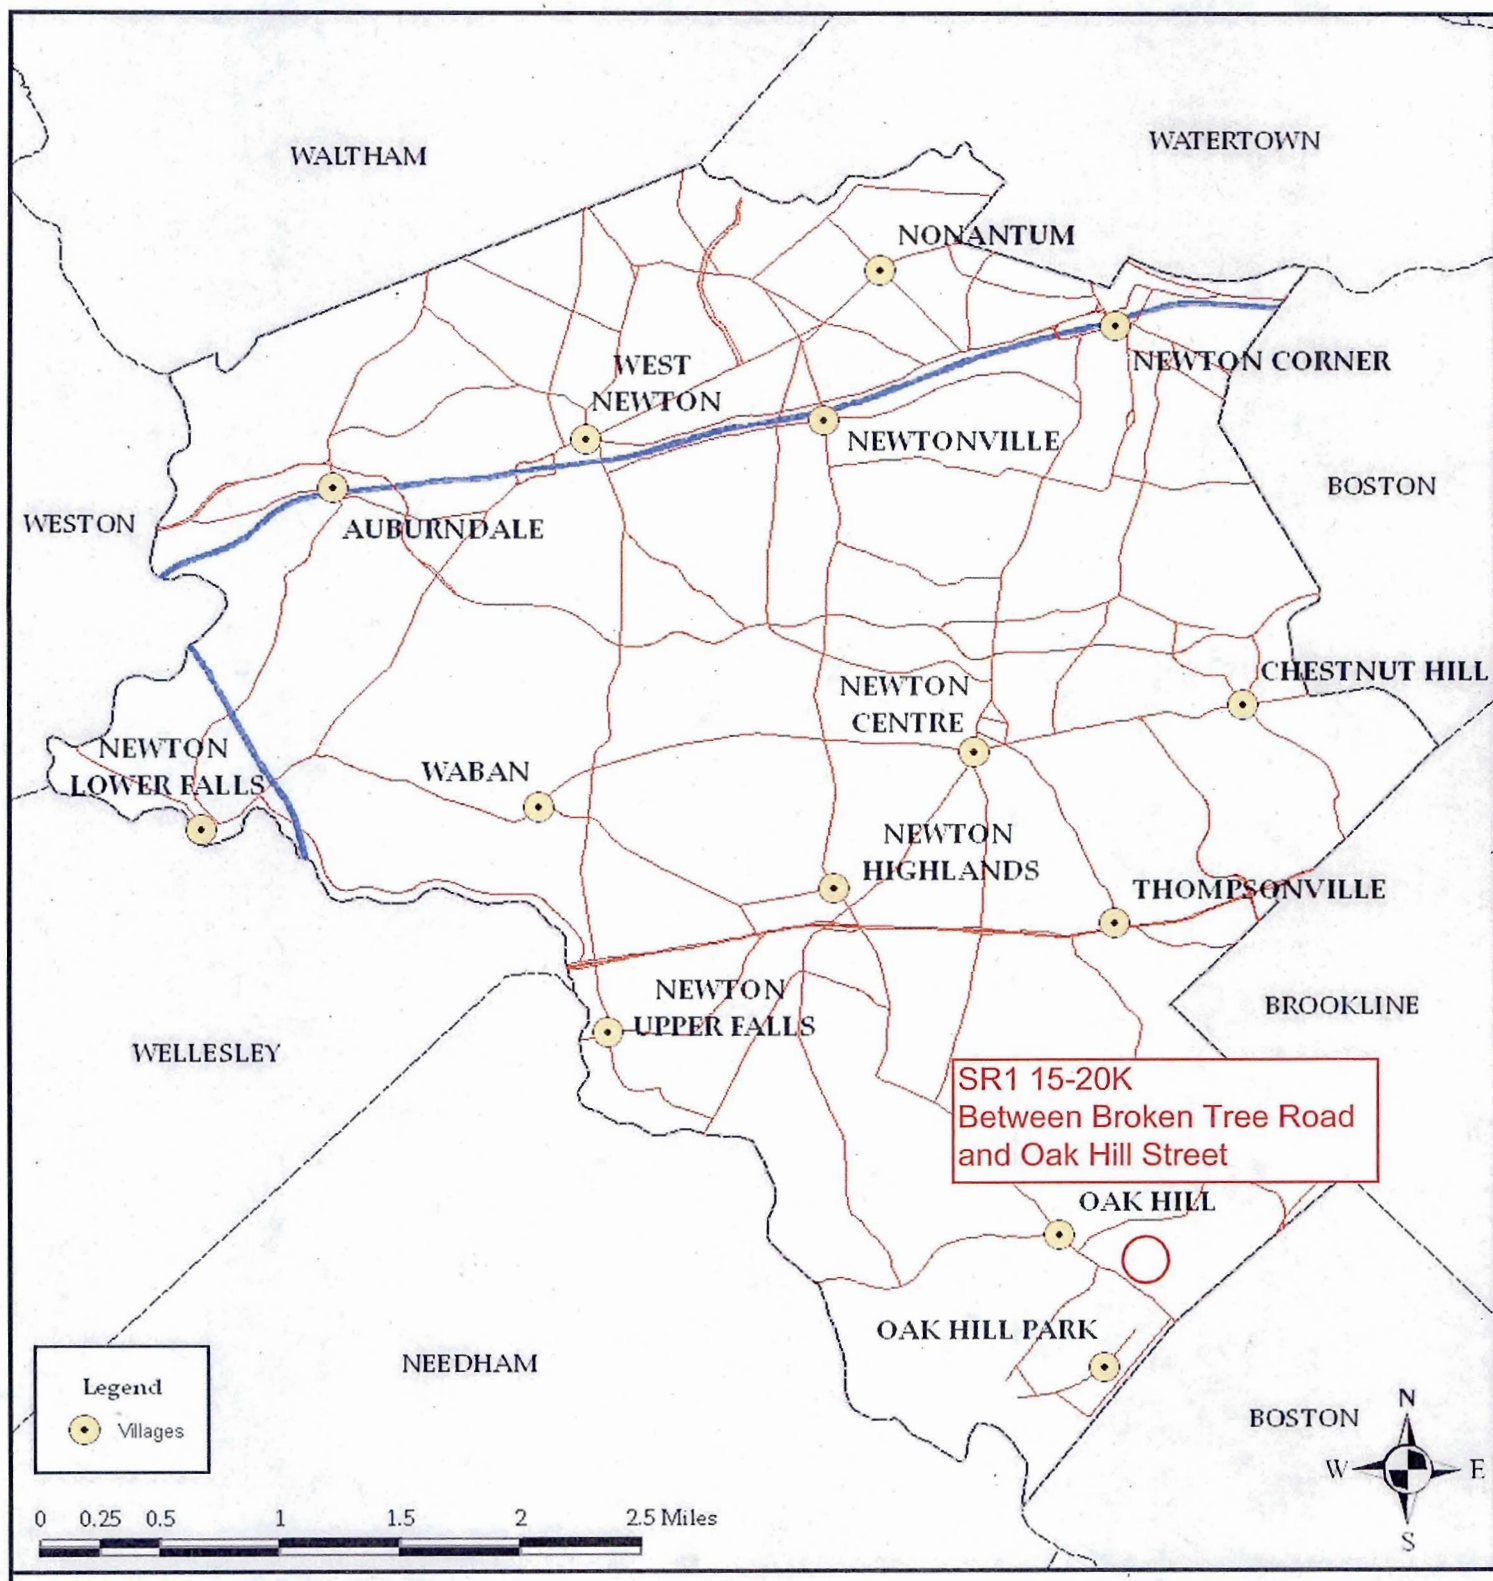 WALTHAM
WATERTOWN
NONANTUM
WEST
NEWTON
NEWTON CORNER
NEWTONVILLE
BOSTON
WESTON
AUBURNDALE
CHESTNUT HILL
NEWTON
CENTRE
NEWTON
LOWER FALLS
WABAN
NEWTON
HIGHLANDS
THOMPSONVILLE
NEWTON
UPPER FALLS
BROOKLINE
WELLESLEY
SR1 15-20K
Between Broken Tree Road
and Oak Hill Street
OAK HILL
OAK HILL PARK
NEEDHAM
BOSTON
Legend
Villages
N
W E
S
0 0.25 0.5 1 1.5 2 2.5 Miles